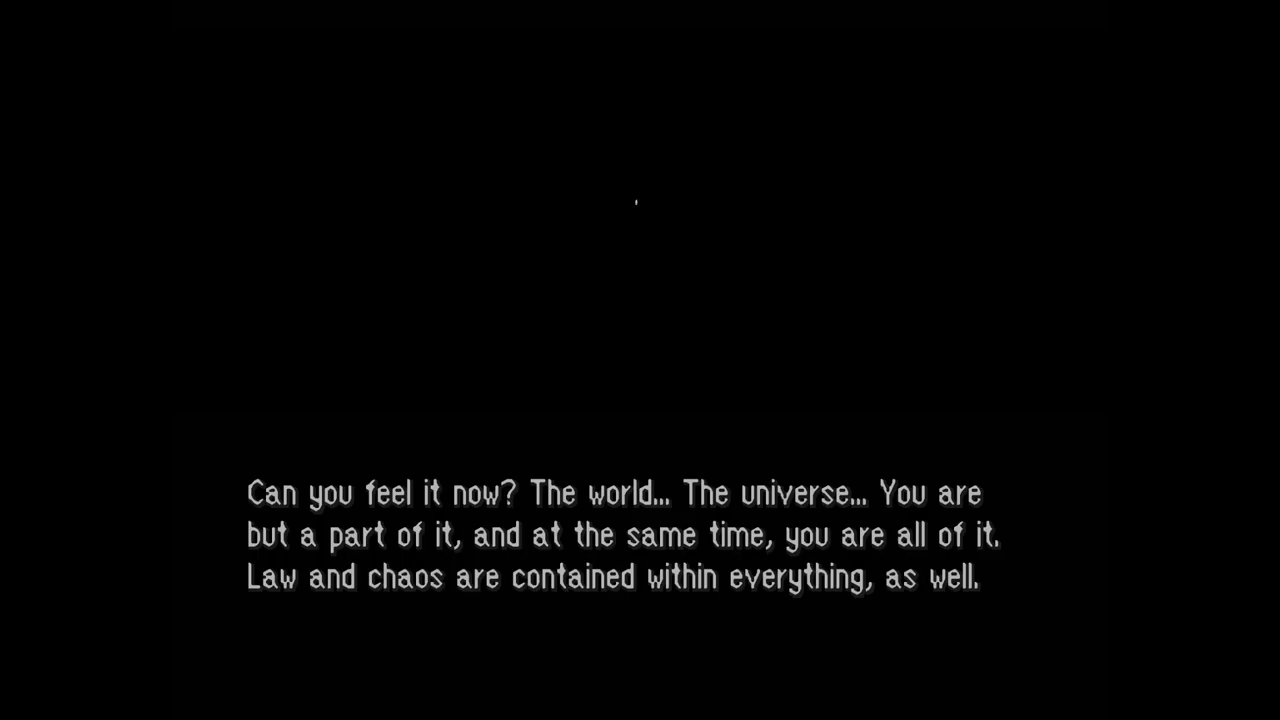 Can you feel it now? The world... The universe... You are
but a part of it, and at the same time, you are all of it.
Law and chaos are contained within everything, as well.